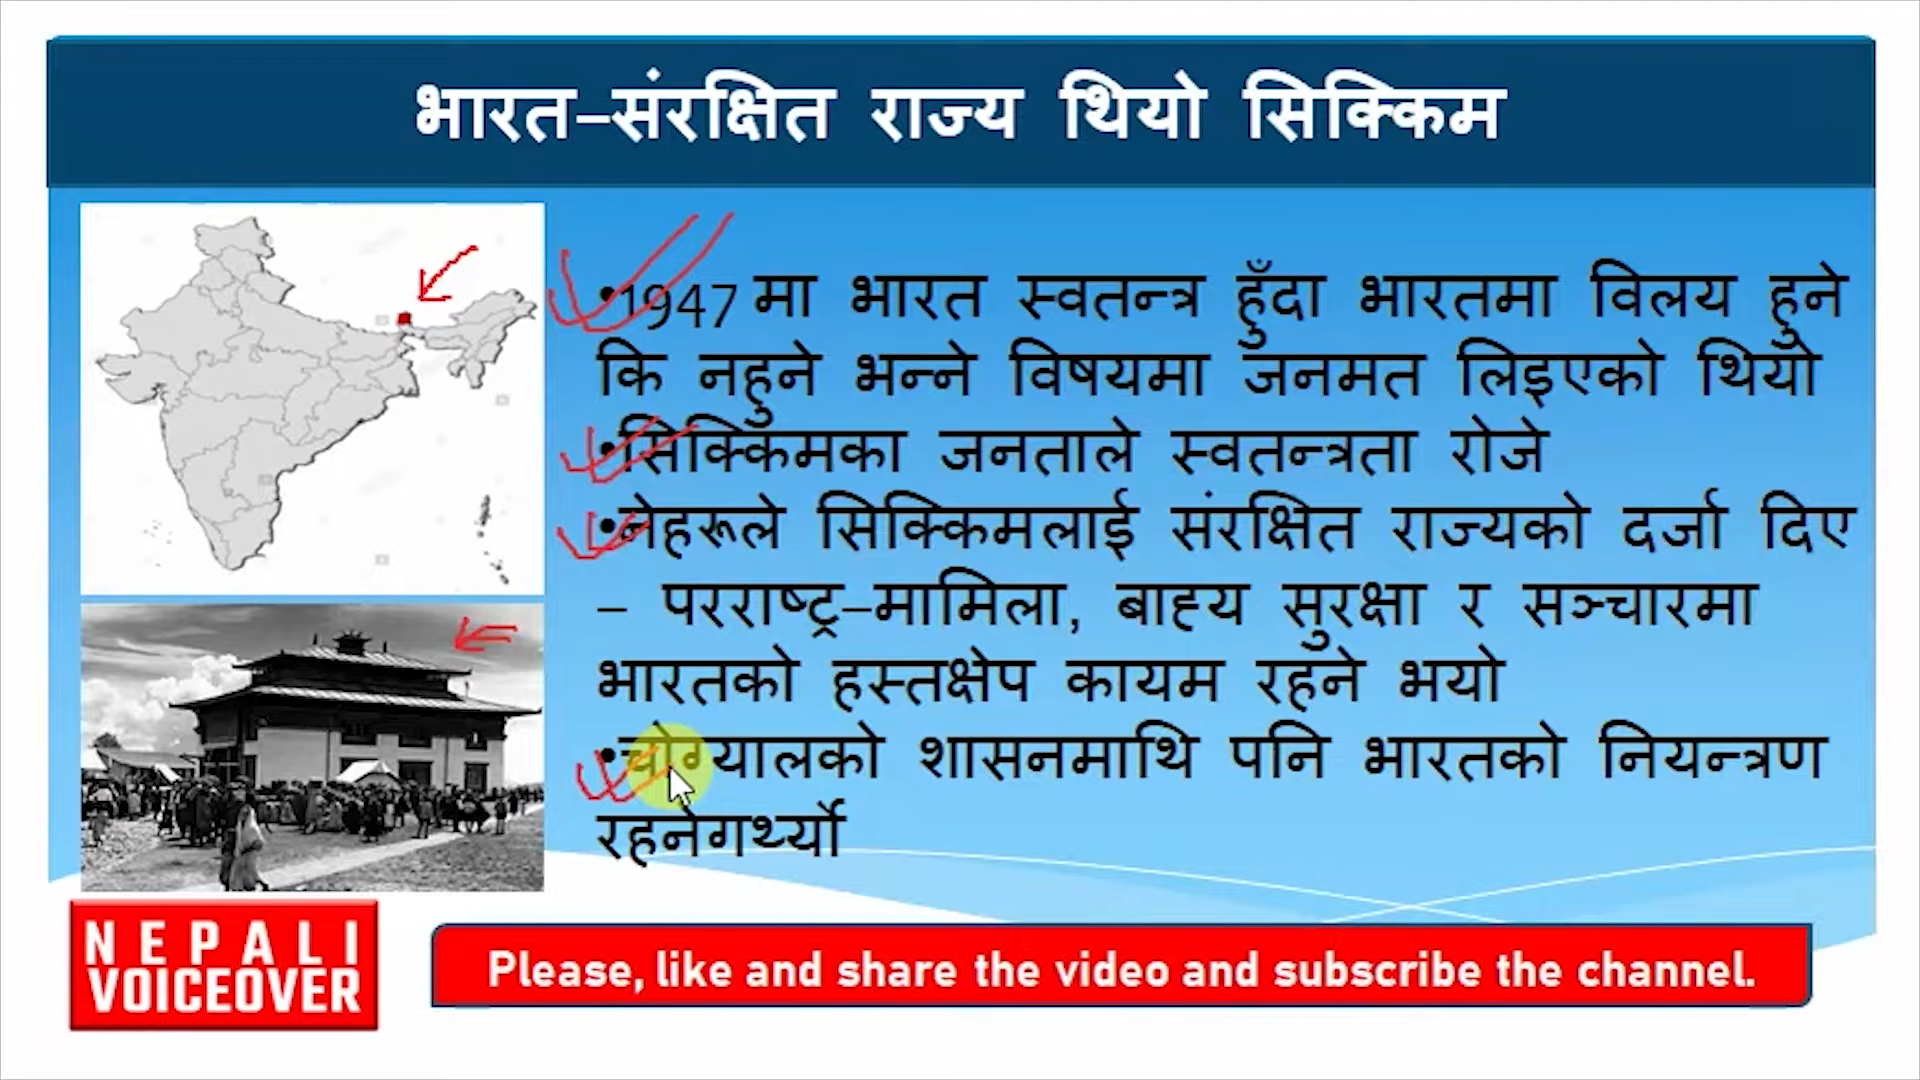 भारत–संरक्षित राज्य थियो सिक्किम
•1947 मा भारत स्वतन्त्र हुँदा भारतमा विलय हुने
कि नहुने भन्ने विषयमा जनमत लिइएको थियो
•सिक्किमका जनताले स्वतन्त्रता रोजे
•नेहरूले सिक्किमलाई संरक्षित राज्यको दर्जा दिए
– परराष्ट्र–मामिला, बाह्य सुरक्षा र सञ्चारमा
भारतको हस्तक्षेप कायम रहने भयो
•चोग्यालको शासनमाथि पनि भारतको नियन्त्रण
रहनेगर्थ्यो
NEPALI
VOICEOVER
Please, like and share the video and subscribe the channel.